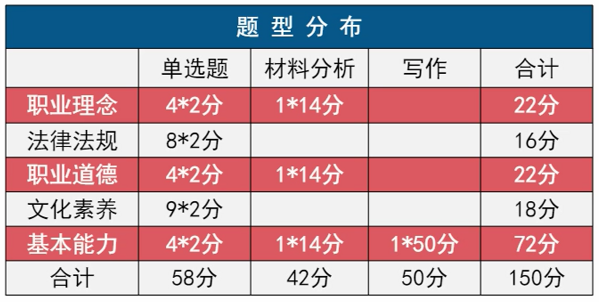 题型分布
单选题 材料分析 写作 合计
职业理念 4*2分 1*14分 22分
法律法规 8*2分 16分
职业道德 4*2分 1*14分 22分
文化素养 9*2分 18分
基本能力 4*2分 1*14分 1*50分 72分
合计 58分 42分 50分 150分